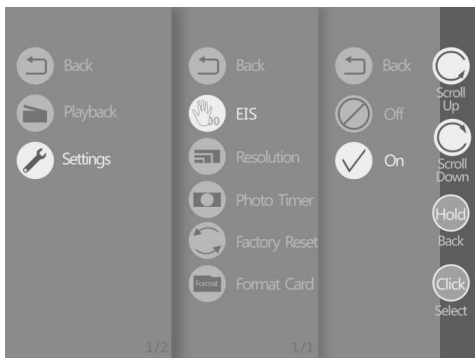 Back
Playback
Settings
1/2
Back
EIS
Resolution
Photo Timer
Factory Reset
Format
Format Card
1/1
Back
Off
On
Scroll
Up
Scroll
Down
Hold
Back
Click
Select